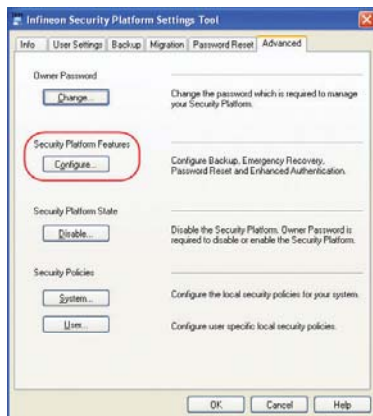 Infineon Security Platform Settings Tool
Info User Settings Backup Migration Password Reset Advanced
Owner Password
Change...
Change the password which is required to manage
your Security Platform.
Security Platform Features
Configure...
Configure Backup, Emergency Recovery,
Password Reset and Enhanced Authentication.
Security Platform State
Disable...
Disable the Security Platform. Owner Password is
required to disable or enable the Security Platform.
Security Policies
System...
Configure the local security policies for your system.
User...
Configure user specific local security policies.
OK Cancel Help